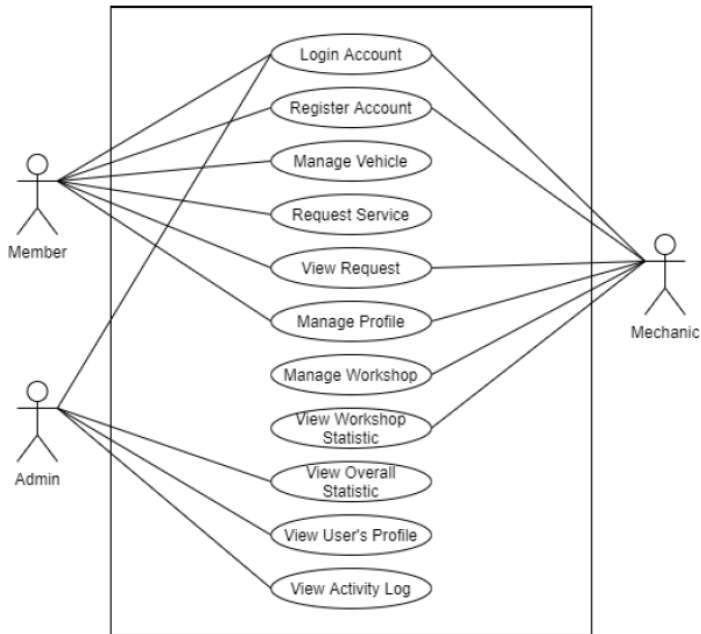 Login Account
Register Account
Manage Vehicle
Request Service
Member
View Request
Manage Profile
Mechanic
Manage Workshop
View Workshop
Statistic
Admin
View Overall
Statistic
View User's Profile
View Activity Log